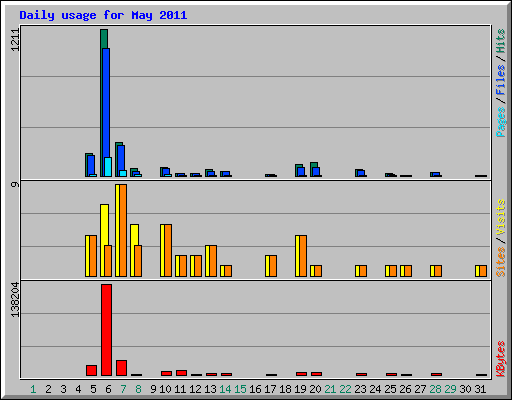 Daily usage for May 2011
1211
Pages / Files / Hits
9
Sites / Visits
138204
KBytes
1 2 3 4 5 6 7 8 9 10 11 12 13 14 15 16 17 18 19 20 21 22 23 24 25 26 27 28 29 30 31